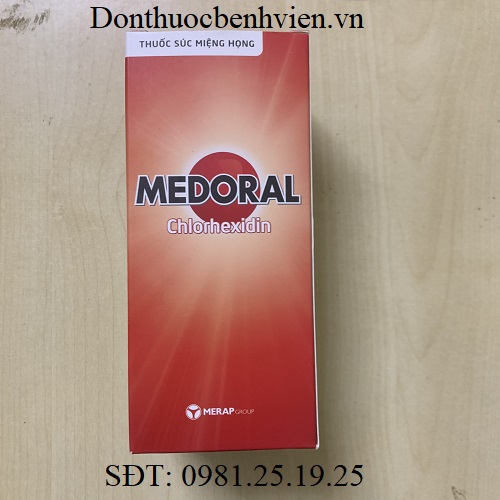 Donthuocbenhvien.vn
THUỐC SÚC MIỆNG HỌNG
MEDORAL
Chlorhexidin
MERAP GROUP
SĐT: 0981.25.19.25